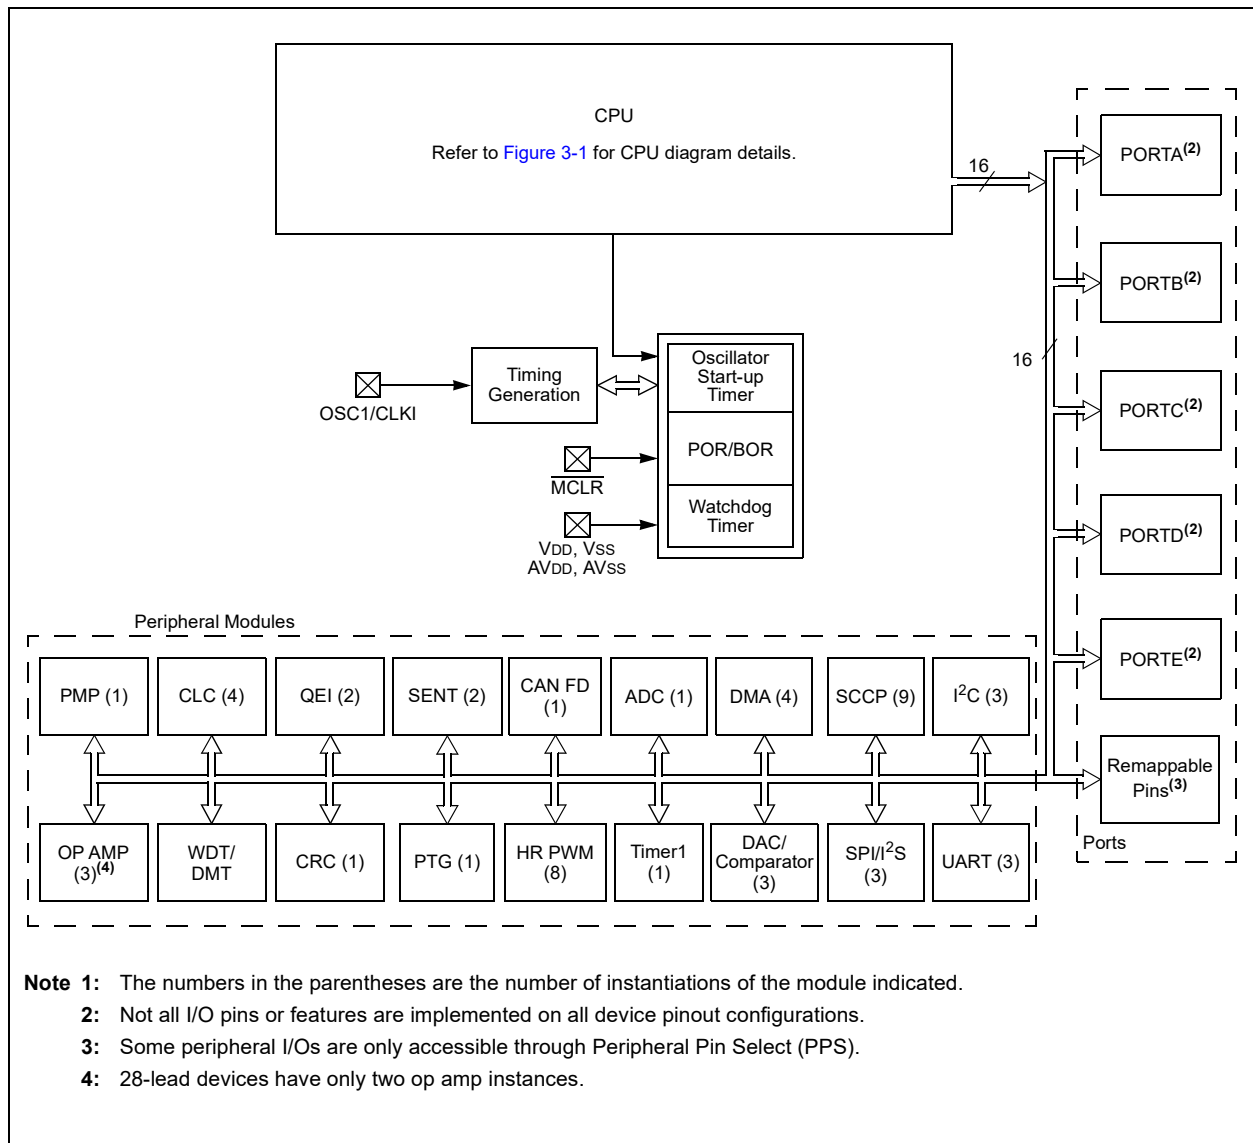 CPU
Refer to Figure 3-1 for CPU diagram details.
16
PORTA(2)
PORTB(2)
16
PORTC(2)
PORTD(2)
PORTE(2)
Remappable
Pins(3)
Ports
Timing
Generation
OSC1/CLKI
Oscillator
Start-up
Timer
POR/BOR
Watchdog
Timer
MCLR
VDD, VSS
AVDD, AVSS
Peripheral Modules
PMP (1)
CLC (4)
QEI (2)
SENT (2)
CAN FD
(1)
ADC (1)
DMA (4)
SCCP (9)
I2C (3)
OP AMP
(3)(4)
WDT/
DMT
CRC (1)
PTG (1)
HR PWM
(8)
Timer1
(1)
DAC/
Comparator
(3)
SPI/I2S
(3)
UART (3)
Note 1: The numbers in the parentheses are the number of instantiations of the module indicated.
2: Not all I/O pins or features are implemented on all device pinout configurations.
3: Some peripheral I/Os are only accessible through Peripheral Pin Select (PPS).
4: 28-lead devices have only two op amp instances.